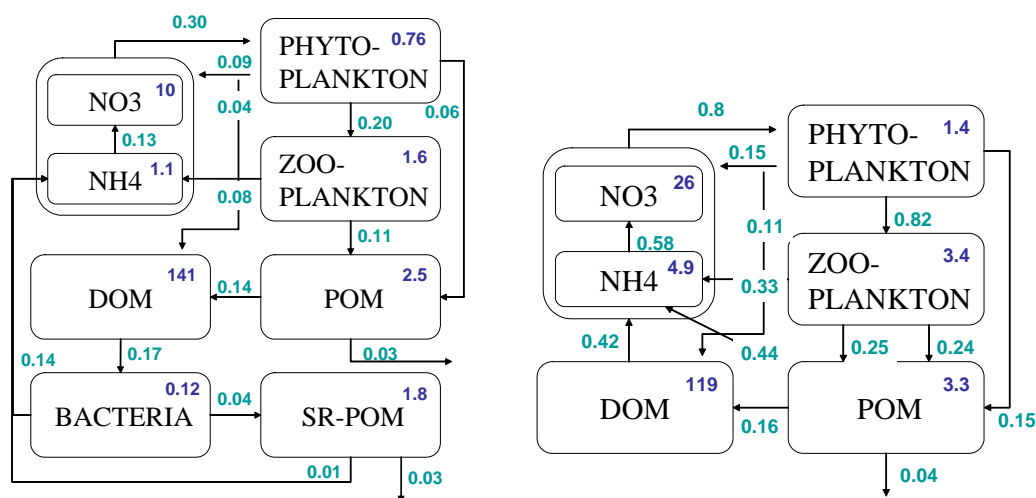 0.30
PHYTO-
PLANKTON
0.76
0.09
NO3
10
0.04
0.06
0.13
0.20
NH4
1.1
ZOO-
PLANKTON
1.6
0.08
0.11
DOM
141
0.14
POM
2.5
0.14
0.17
0.03
BACTERIA
0.12
0.04
SR-POM
1.8
0.01
0.03
0.8
PHYTO-
PLANKTON
1.4
0.15
NO3
26
0.11
0.82
0.58
NH4
4.9
ZOO-
PLANKTON
3.4
0.33
0.42
0.44
0.25
0.24
DOM
119
0.16
POM
3.3
0.15
0.04